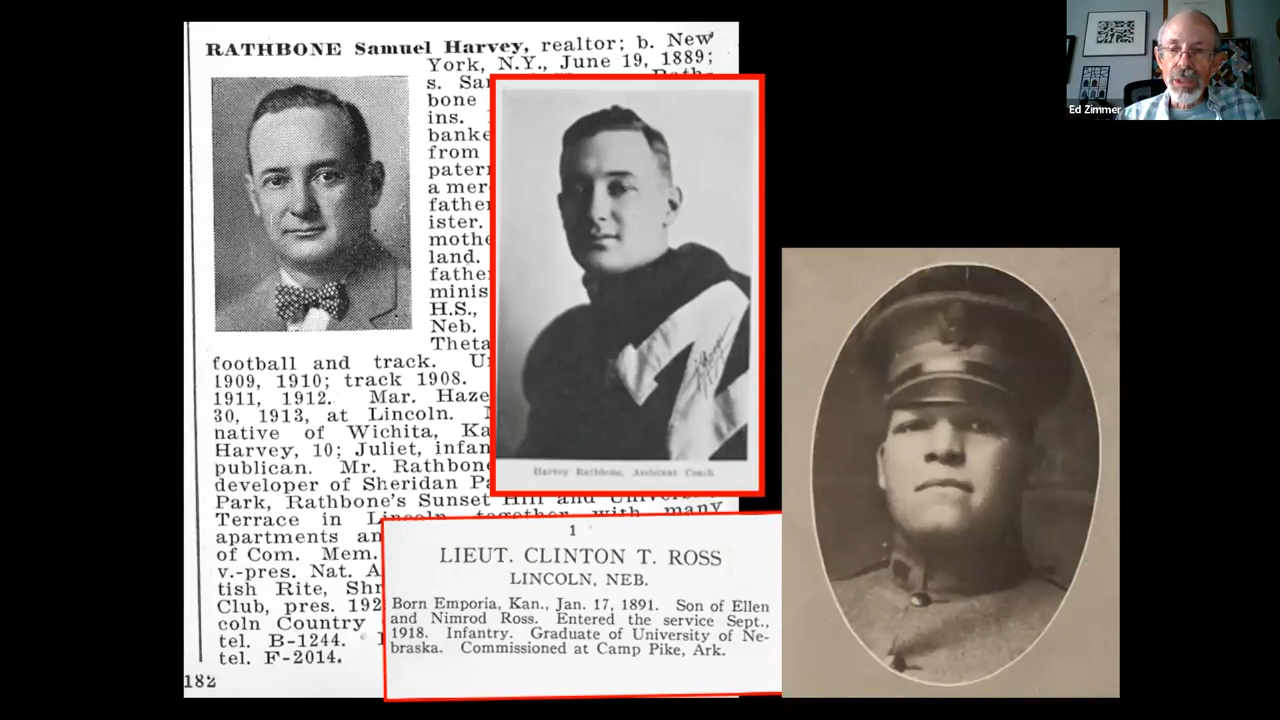 RATHBONE Samuel Harvey, realtor; b. New
York, N.Y., June 19, 1889;
s. Sa
bone
ins.
banke
from
pater
a mer
father
ister.
mothe
land.
father
minis
H.S.,
Neb.
Theta
football and track. U
1909, 1910; track 1908.
1911, 1912. Mar. Haze
30, 1913, at Lincoln.
native of Wichita, Ka
Harvey, 10; Juliet, infan
publican. Mr. Rathbone
developer of Sheridan Pa
Park, Rathbone's Sunset Hill and
Terrace in Lincoln together with many
apartments an
of Com. Mem.
v.-pres. Nat. A
tish Rite, Shr
Club, pres. 192
coln Country
tel. B-1244.
tel. F-2014.
182
Harvey Rathbone, Assistant Coach
1
LIEUT. CLINTON T. ROSS
LINCOLN, NEB.
Born Emporia, Kan., Jan. 17, 1891. Son of Ellen
and Nimrod Ross. Entered the service Sept.,
1918. Infantry. Graduate of University of Ne-
braska. Commissioned at Camp Pike, Ark.
Ed Zimmer